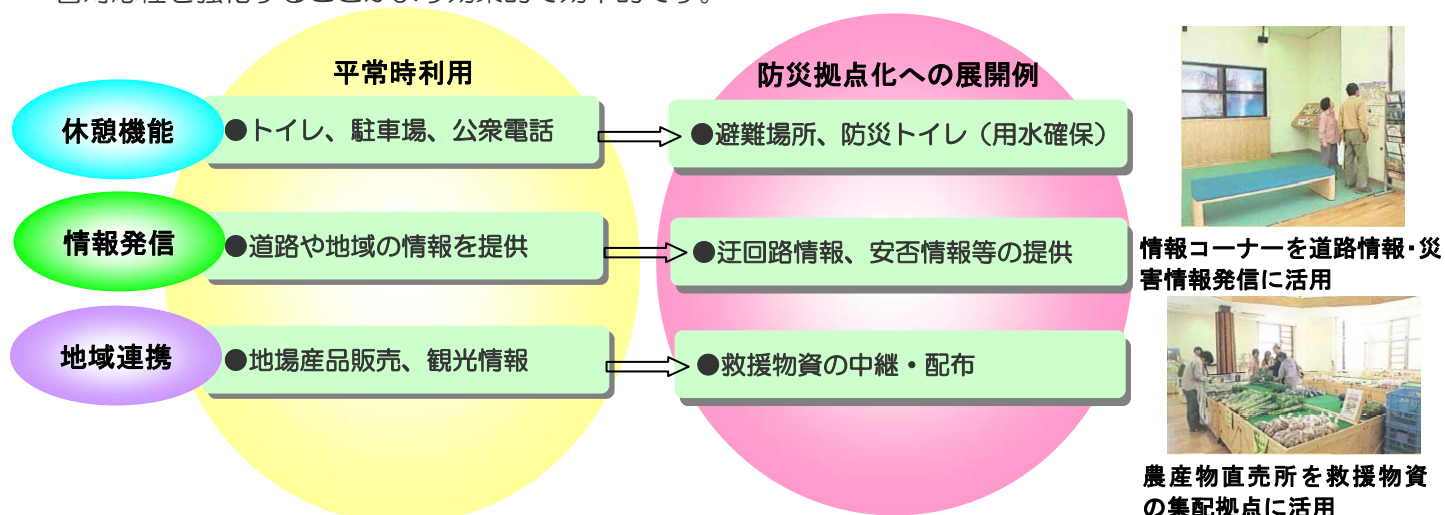 平常時利用
防災拠点化への展開例
休憩機能
●トイレ、駐車場、公衆電話
●避難場所、防災トイレ(用水確保)
情報発信
●道路や地域の情報を提供
●迂回路情報、安否情報等の提供
地域連携
●地場産品販売、観光情報
●救援物資の中継・配布
情報コーナーを道路情報・災
害情報発信に活用
農産物直売所を救援物資
の集配拠点に活用